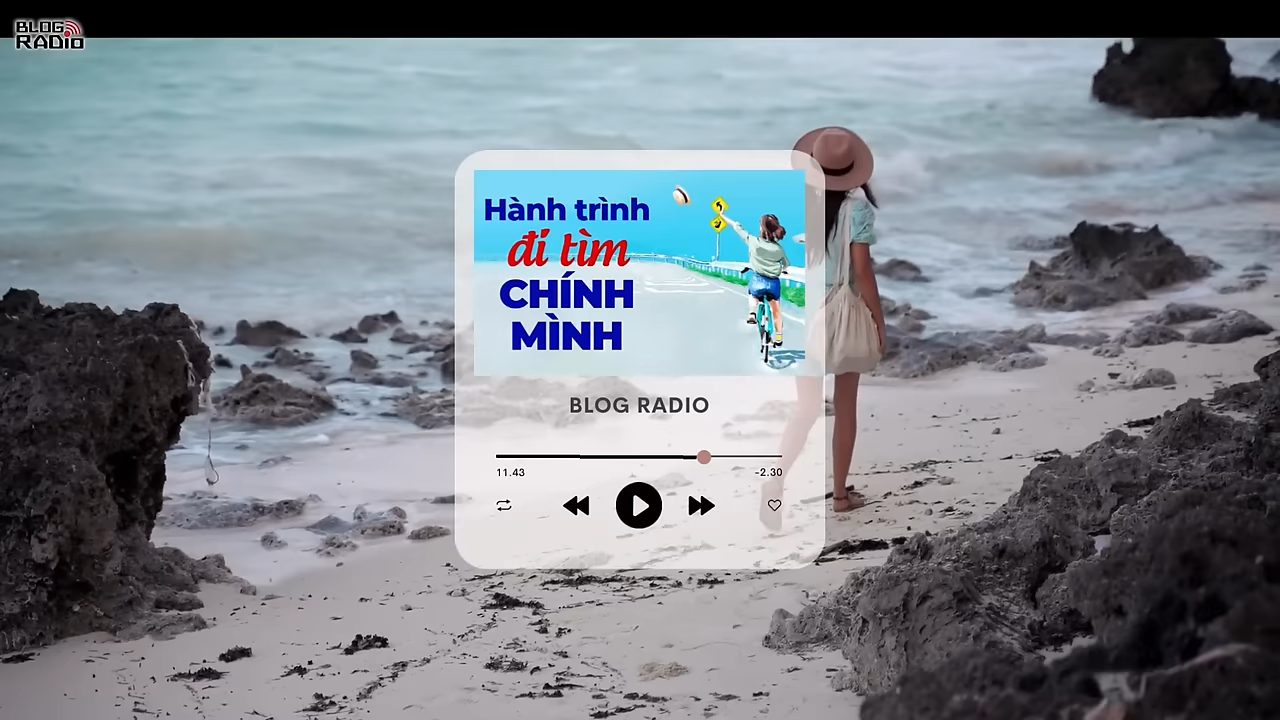 BLOG
RADIO
Hành trình
đi tìm
CHÍNH
MÌNH
BLOG RADIO
11.43
-2.30